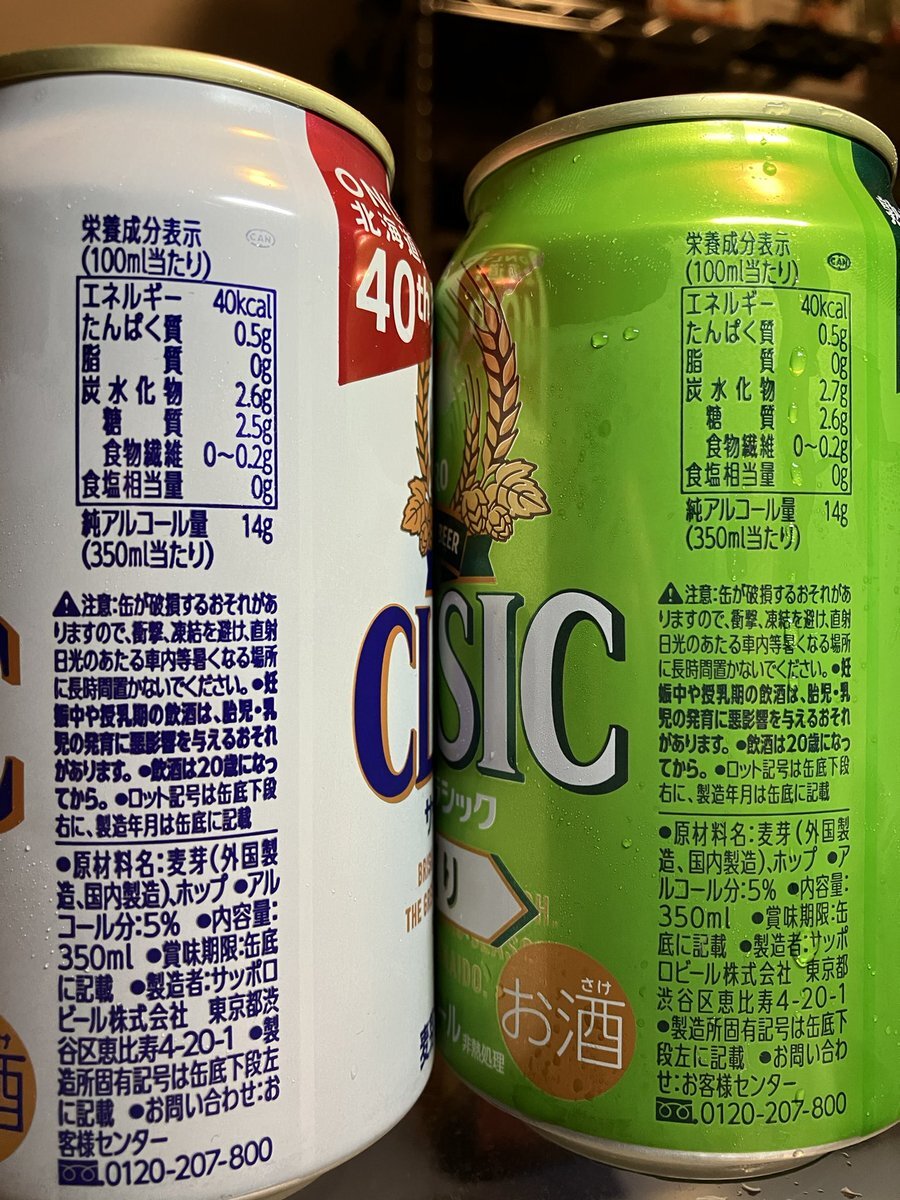 栄養成分表示
(100ml当たり)
CAN
エネルギー 40kcal
たんぱく質 0.5g
脂質 0g
炭水化物 2.6g
糖質 2.5g
食物繊維 0～0.2g
食塩相当量 0g
純アルコール量 14g
(350ml当たり)
注意:缶が破損するおそれがあ
りますので、衝撃、凍結を避け、直射
日光のあたる車内等暑くなる場所
に長時間置かないでください。●妊
娠中や授乳期の飲酒は、胎児・乳
児の発育に悪影響を与えるおそれ
があります。●飲酒は20歳になっ
てから。●ロット記号は缶底下段
右に、製造年月は缶底に記載
●原材料名:麦芽(外国製
造、国内製造)、ホップ ●アル
コール分:5% ●内容量:
350ml ●賞味期限:缶底
に記載 ●製造者:サッポロ
ビール株式会社 東京都渋
谷区恵比寿4-20-1 ●製
造所固有記号は缶底下段左
に記載 ●お問い合わせ:お
客様センター
0120-207-800
酒
北海道
40th
CL
THE
栄養成分表示
(100ml当たり)
CAN
エネルギー 40kcal
たんぱく質 0.5g
脂質 0g
炭水化物 2.7g
糖質 2.6g
食物繊維 0～0.2g
食塩相当量 0g
純アルコール量 14g
(350ml当たり)
注意:缶が破損するおそれがあ
りますので、衝撃、凍結を避け、直射
日光のあたる車内等暑くなる場所
に長時間置かないでください。●妊
娠中や授乳期の飲酒は、胎児・乳
児の発育に悪影響を与えるおそれ
があります。●飲酒は20歳になっ
てから。●ロット記号は缶底下段
右に、製造年月は缶底に記載
●原材料名:麦芽(外国製
造、国内製造)、ホップ ●ア
ルコール分:5% ●内容量:
350ml ●賞味期限:缶
底に記載 ●製造者:サッポ
ロビール株式会社 東京都
渋谷区恵比寿4-20-1
●製造所固有記号は缶底下
段左に記載 ●お問い合わ
せ:お客様センター
0120-207-800
BEER
SIC
シック
り
さけ
お酒
ール 非熱処理